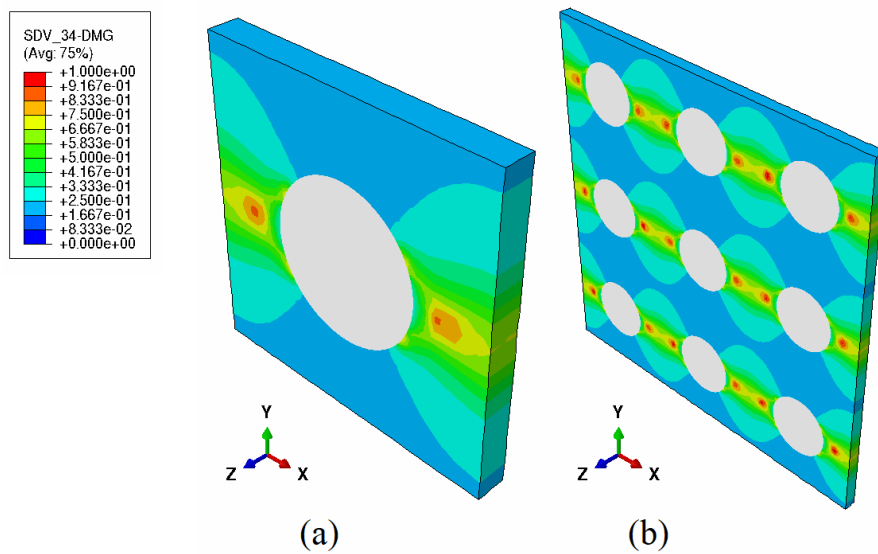 SDV_34-DMG
(Avg: 75%)
+1.000e+00
+9.167e-01
+8.333e-01
+7.500e-01
+6.667e-01
+5.833e-01
+5.000e-01
+4.167e-01
+3.333e-01
+2.500e-01
+1.667e-01
+8.333e-02
+0.000e+00
Y
Z X
Y
Z X
(a) (b)